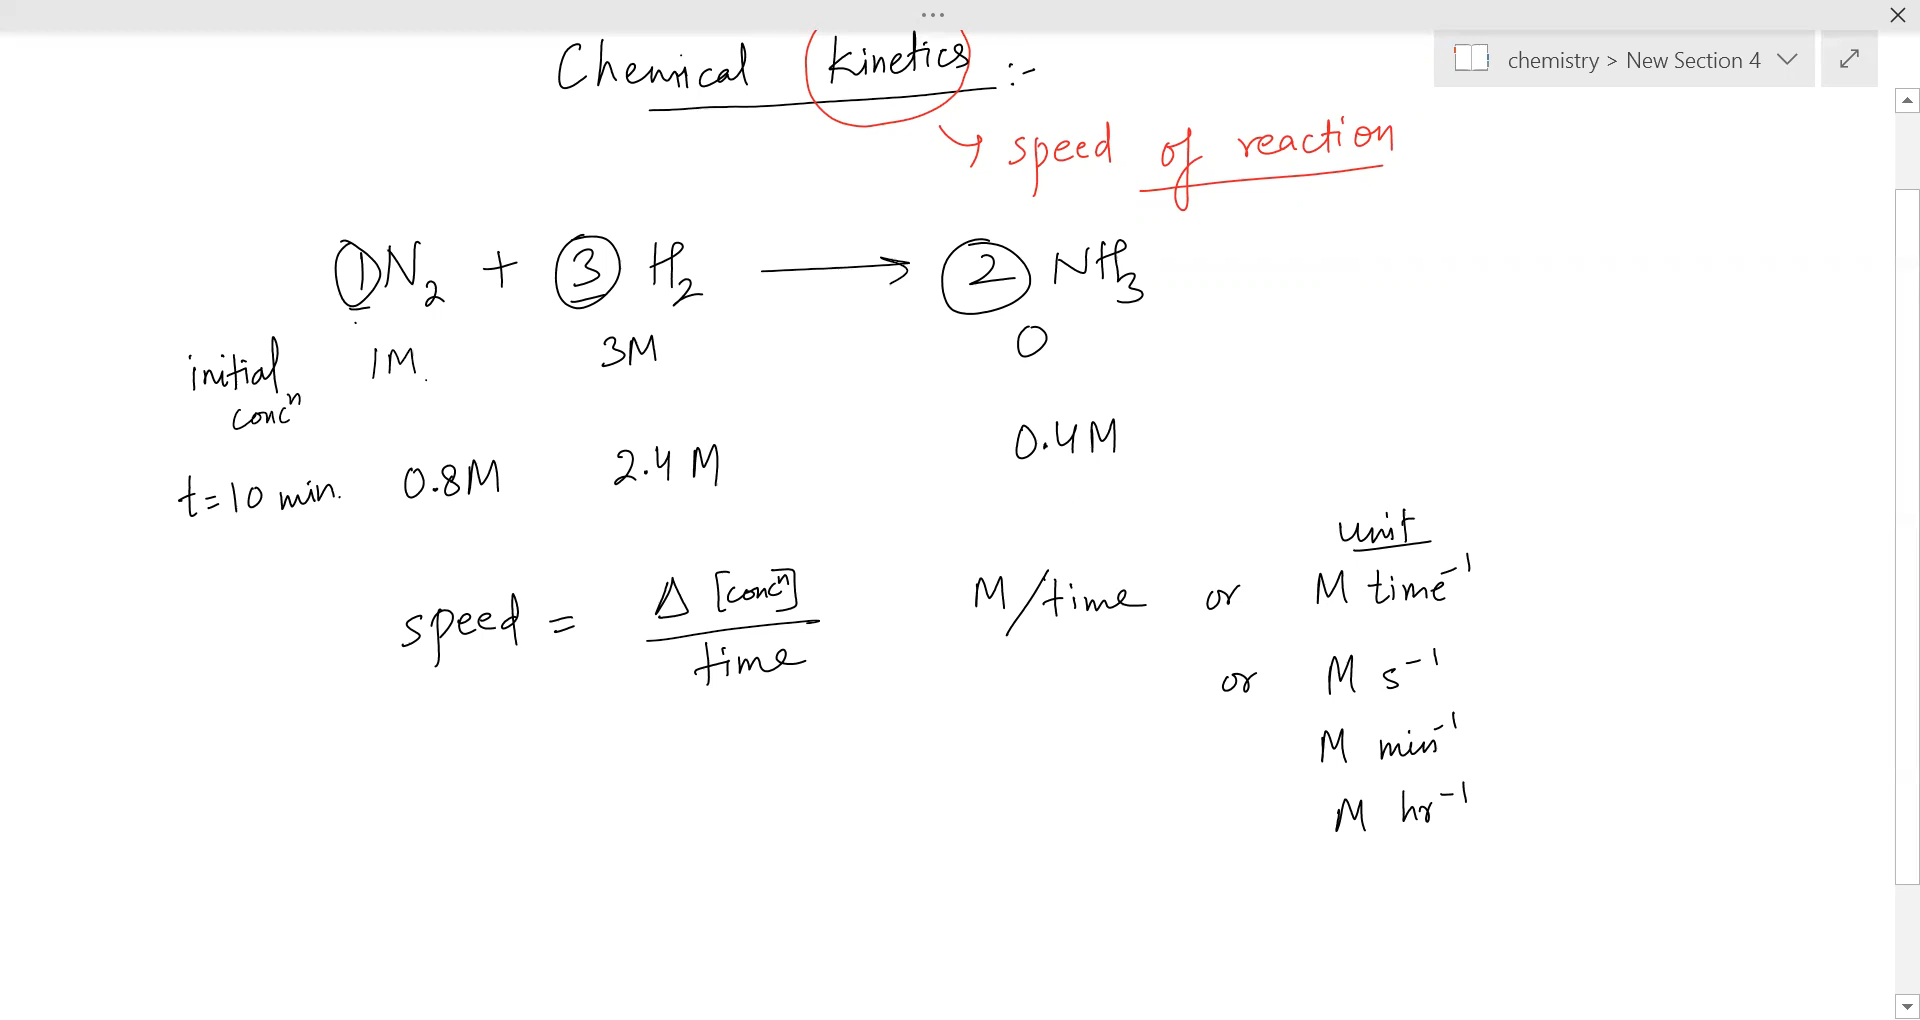 ...
Chemical Kinetics :-
chemistry > New Section 4
→ speed of reaction
1 N₂ + 3 H₂ ⟶ 2 NH₃
initial concⁿ 1M. 3M 0
t=10 min. 0.8M 2.4 M 0.4M
unit
speed = Δ [concⁿ] / time M/time or M time⁻¹
or M s⁻¹
M min⁻¹
M hr⁻¹